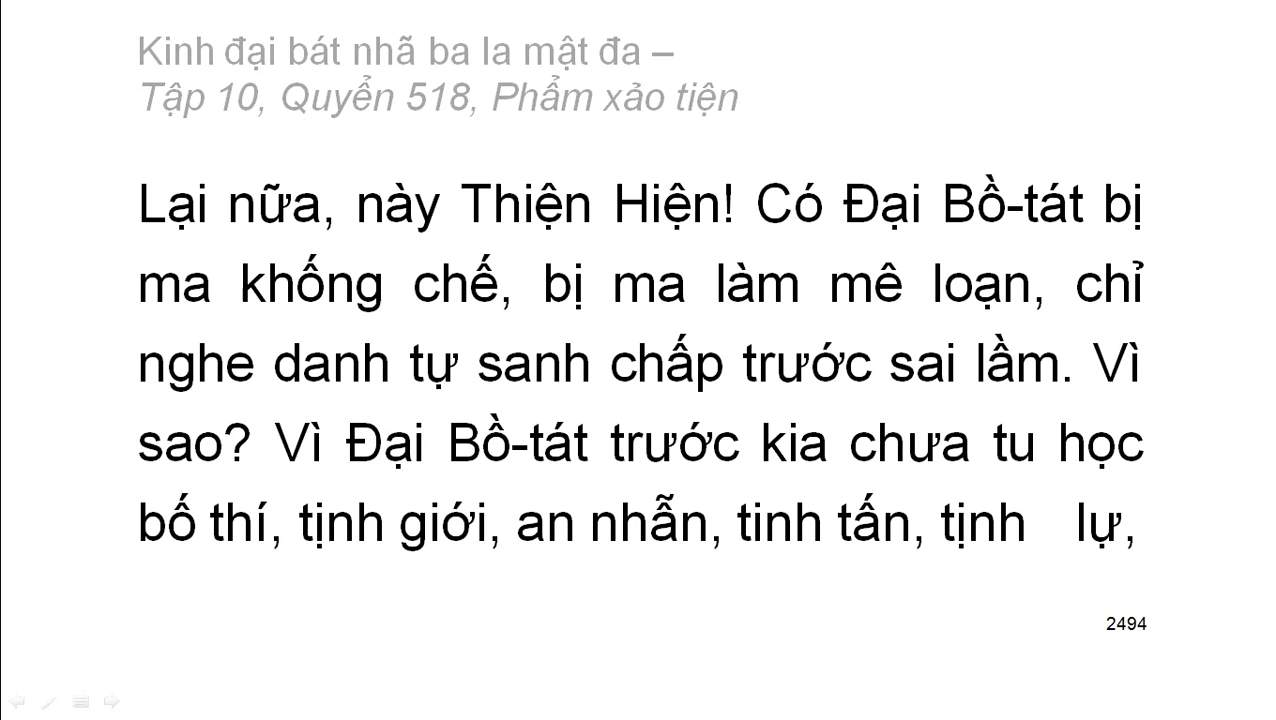 Kinh đại bát nhã ba la mật đa –
Tập 10, Quyển 518, Phẩm xảo tiện
Lại nữa, này Thiện Hiện! Có Đại Bồ-tát bị
ma khống chế, bị ma làm mê loạn, chỉ
nghe danh tự sanh chấp trước sai lầm. Vì
sao? Vì Đại Bồ-tát trước kia chưa tu học
bố thí, tịnh giới, an nhẫn, tinh tấn, tịnh lự,
2494